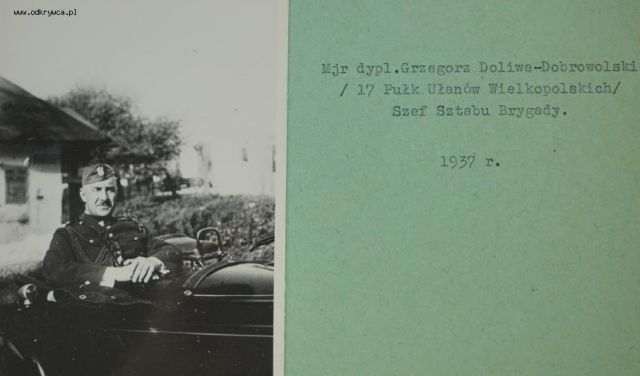 www.odkrywca.pl
Mjr dypl.Grzegorz Doliwa-Dobrowolski
/ 17 Pułk Ułanów Wielkopolskich/
Szef Sztabu Brygady.
1937 r.